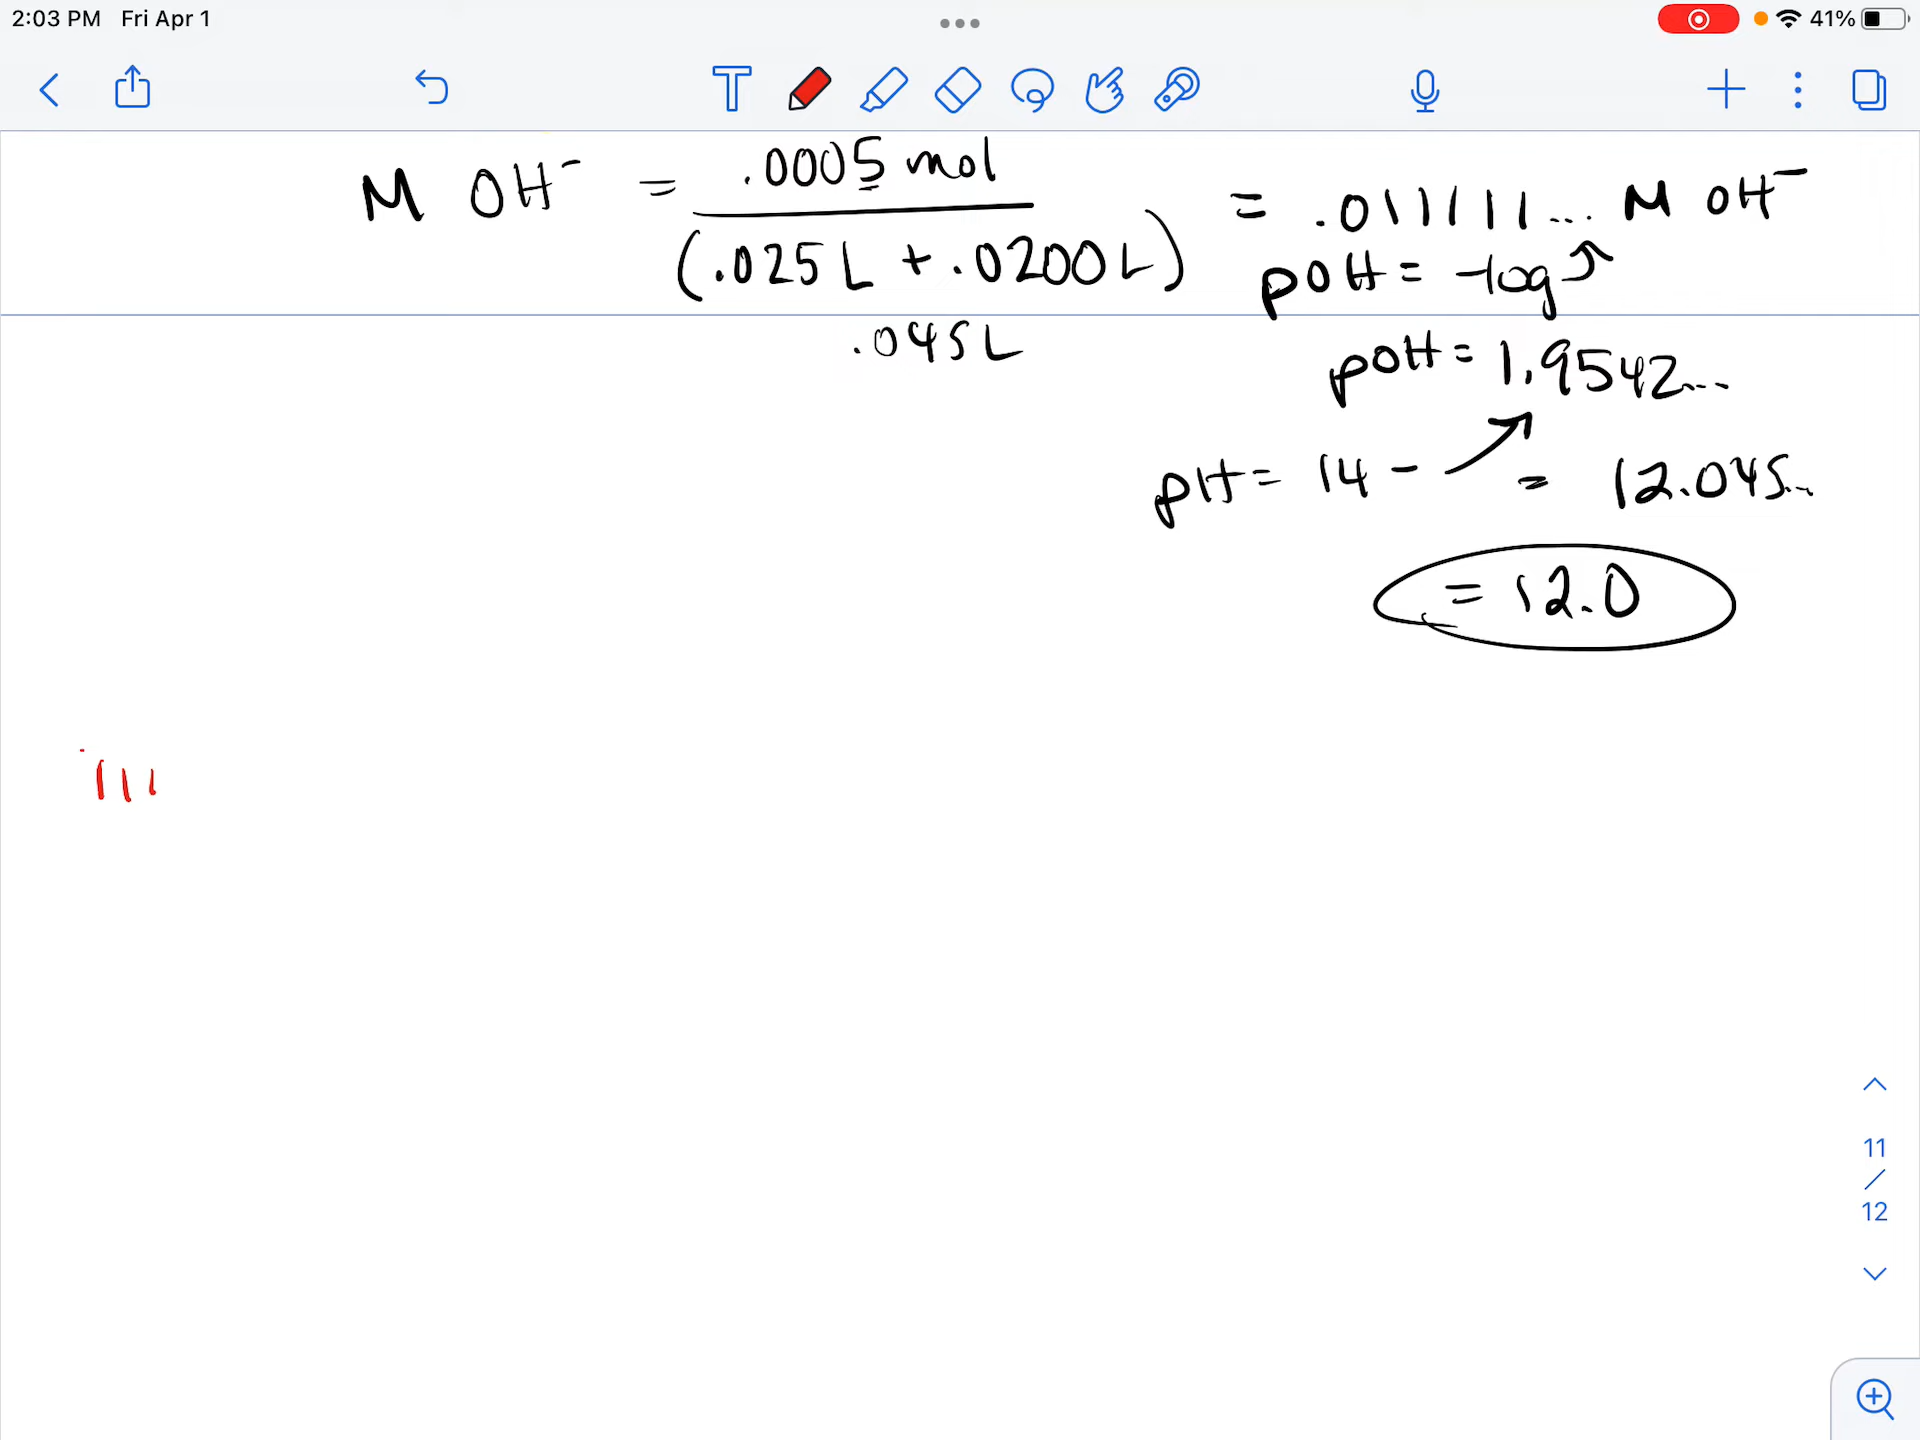 2:03 PM Fri Apr 1
41%
T
M OH⁻ = .0005 mol / (.025 L + .0200 L) = .011111... M OH⁻
.045 L
pOH = -log
pOH = 1.9542...
pH = 14 - = 12.045..
= 12.0
iii
11
/
12